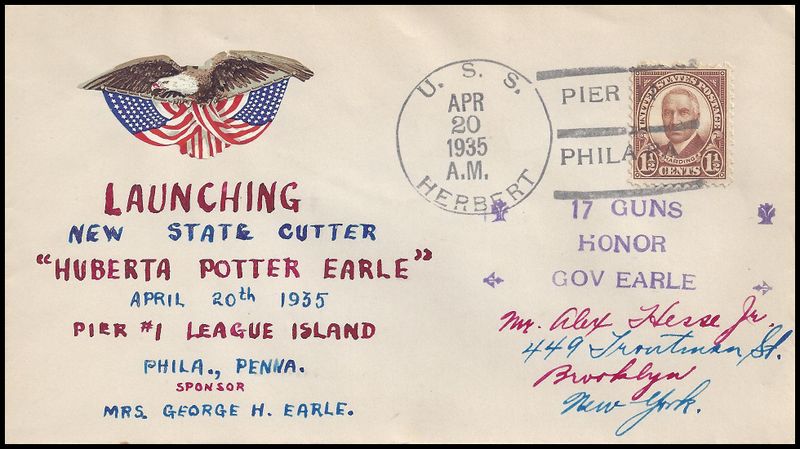 LAUNCHING
NEW STATE CUTTER
"HUBERTA POTTER EARLE"
APRIL 20th 1935
PIER #1 LEAGUE ISLAND
PHILA., PENNA.
SPONSOR
MRS. GEORGE H. EARLE.
U. S. S.
APR
20
1935
A.M.
HERBERT
PIER
PHILA
UNITED STATES POSTAGE
HARDING
1½ CENTS 1½
17 GUNS
HONOR
GOV EARLE
Mr. Alex Hesse Jr.
449 Troutman St.
Brooklyn
New York.